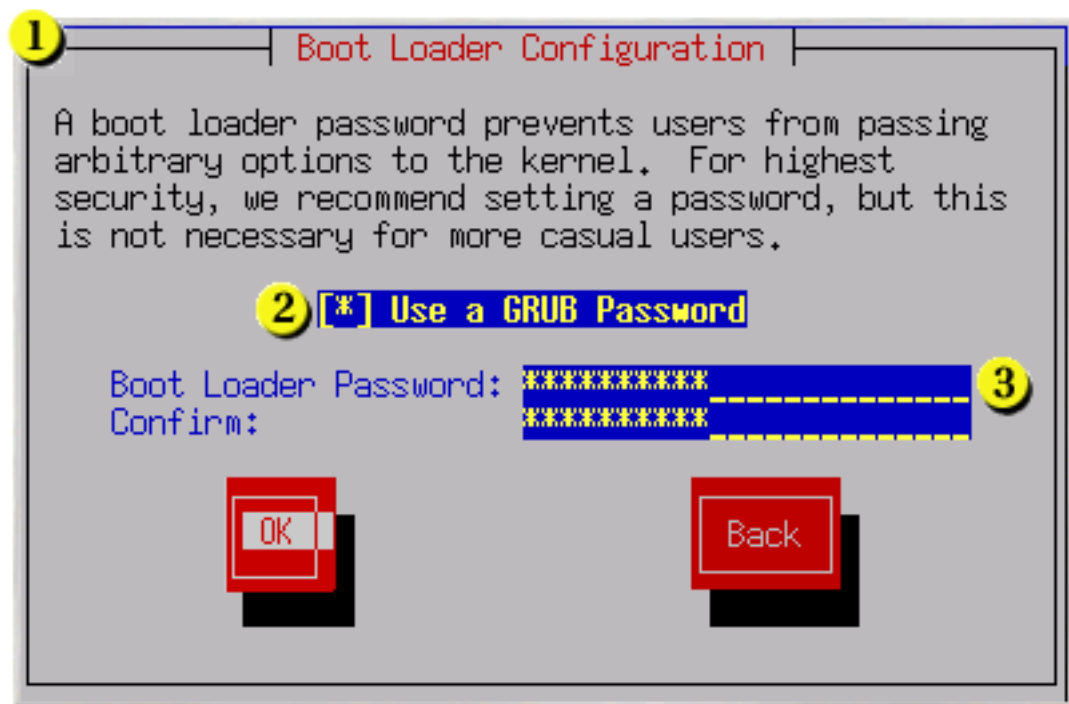 1
Boot Loader Configuration
A boot loader password prevents users from passing
arbitrary options to the kernel. For highest
security, we recommend setting a password, but this
is not necessary for more casual users.
2 [*] Use a GRUB Password
Boot Loader Password: **********______________ 3
Confirm: **********______________
OK Back